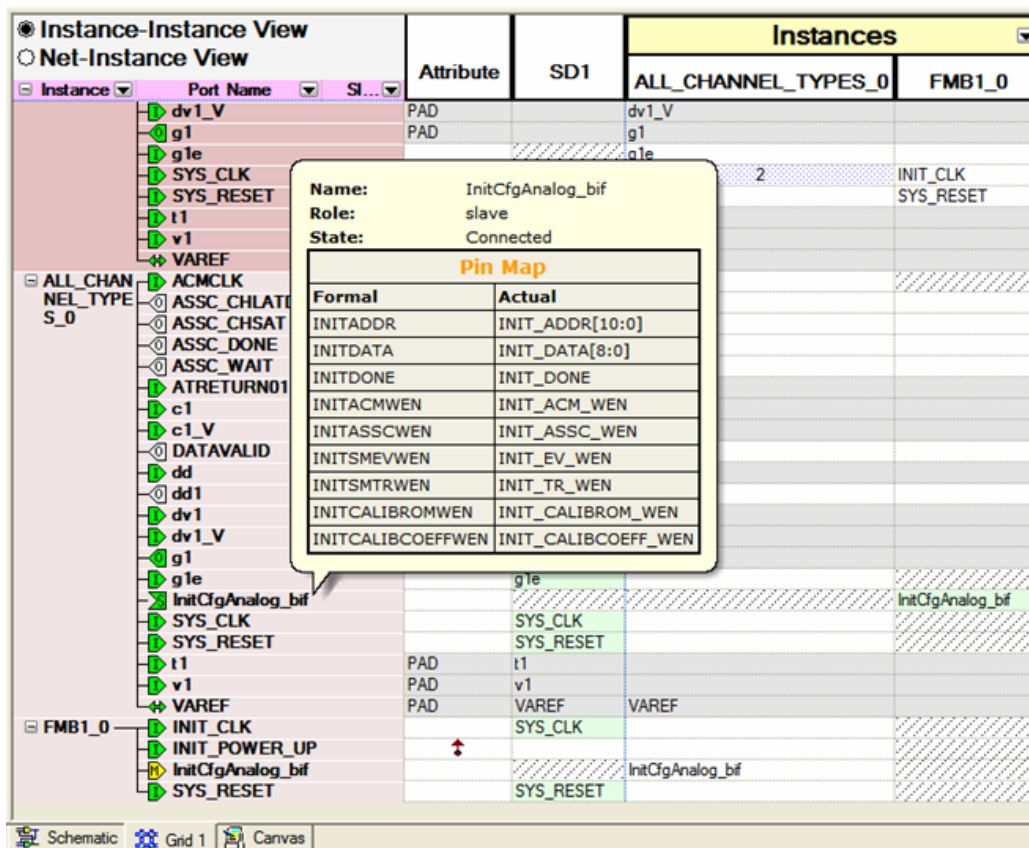 Instance-Instance View
Net-Instance View
Instance Port Name Sl... Attribute SD1 Instances
ALL_CHANNEL_TYPES_0 FMB1_0
I dv1_V PAD dv1_V
O g1 PAD g1
I g1e g1e
I SYS_CLK 2 INIT_CLK
I SYS_RESET SYS_RESET
I t1
I v1
VAREF
ALL_CHAN
NEL_TYPE
S_0
I ACMCLK
O ASSC_CHLATD
O ASSC_CHSAT
O ASSC_DONE
O ASSC_WAIT
I ATRETURN01
I c1
I c1_V
O DATAVALID
I dd
O dd1
I dv1
I dv1_V
O g1
I g1e g1e
S InitCfgAnalog_bif InitCfgAnalog_bif
I SYS_CLK SYS_CLK
I SYS_RESET SYS_RESET
I t1 PAD t1
I v1 PAD v1
VAREF PAD VAREF VAREF
FMB1_0 I INIT_CLK SYS_CLK
I INIT_POWER_UP
M InitCfgAnalog_bif InitCfgAnalog_bif
I SYS_RESET SYS_RESET
Name: InitCfgAnalog_bif
Role: slave
State: Connected
Pin Map
Formal Actual
INITADDR INIT_ADDR[10:0]
INITDATA INIT_DATA[8:0]
INITDONE INIT_DONE
INITACMWEN INIT_ACM_WEN
INITASSCWEN INIT_ASSC_WEN
INITSMEVWEN INIT_EV_WEN
INITSMTRWEN INIT_TR_WEN
INITCALIBROMWEN INIT_CALIBROM_WEN
INITCALIBCOEFFWEN INIT_CALIBCOEFF_WEN
Schematic Grid 1 Canvas